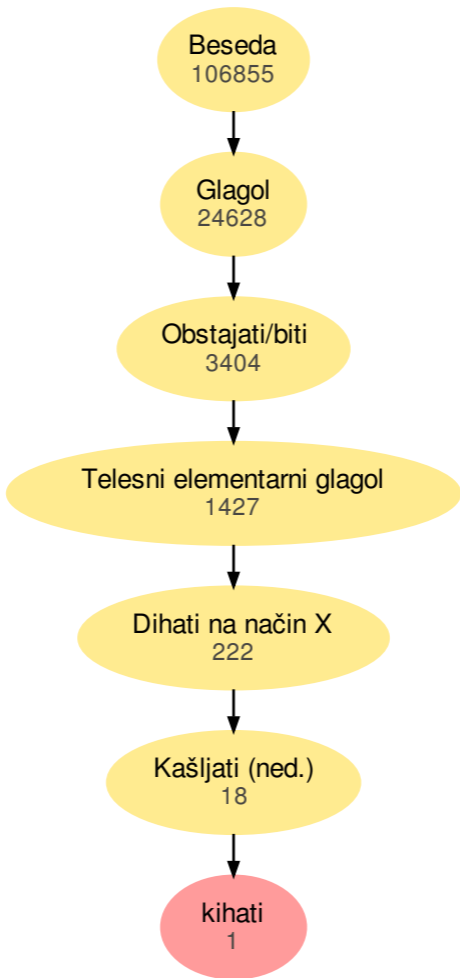 Beseda
106855
Glagol
24628
Obstajati/biti
3404
Telesni elementarni glagol
1427
Dihati na način X
222
Kašljati (ned.)
18
kihati
1